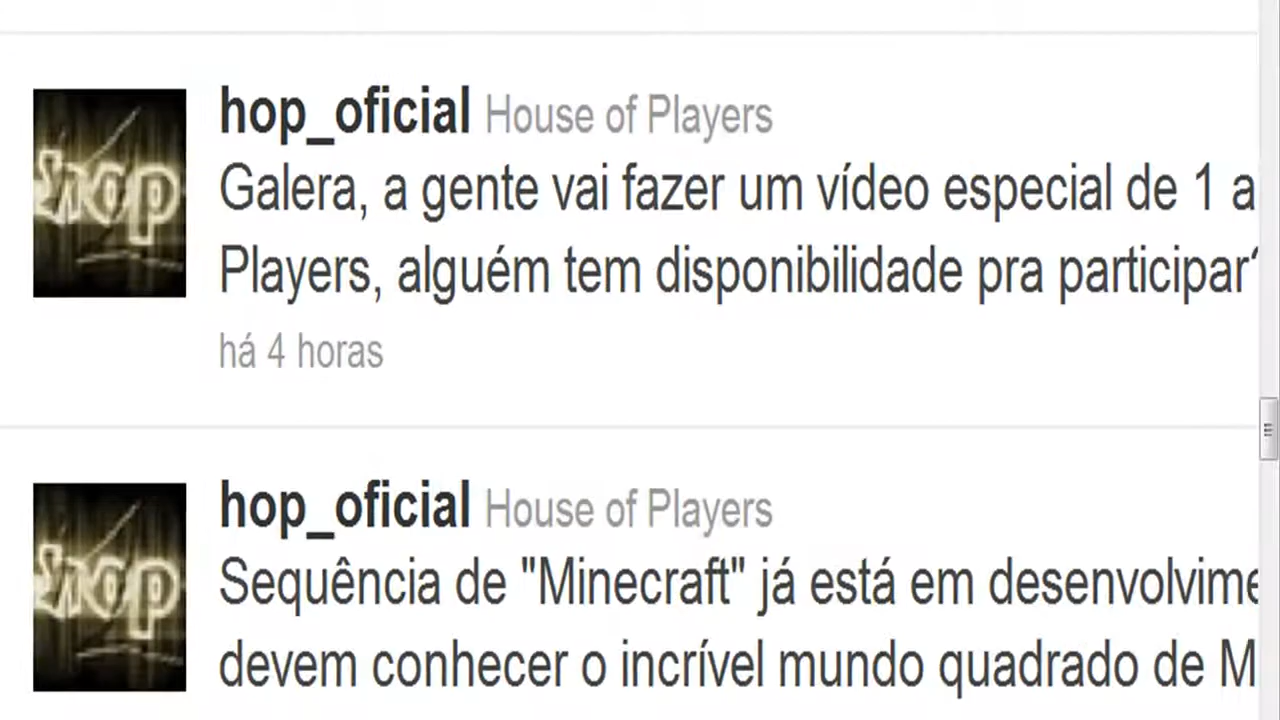 hop_oficial House of Players
Galera, a gente vai fazer um vídeo especial de 1 a
Players, alguém tem disponibilidade pra participar?
há 4 horas
hop_oficial House of Players
Sequência de "Minecraft" já está em desenvolvime
devem conhecer o incrível mundo quadrado de M
hop
hop